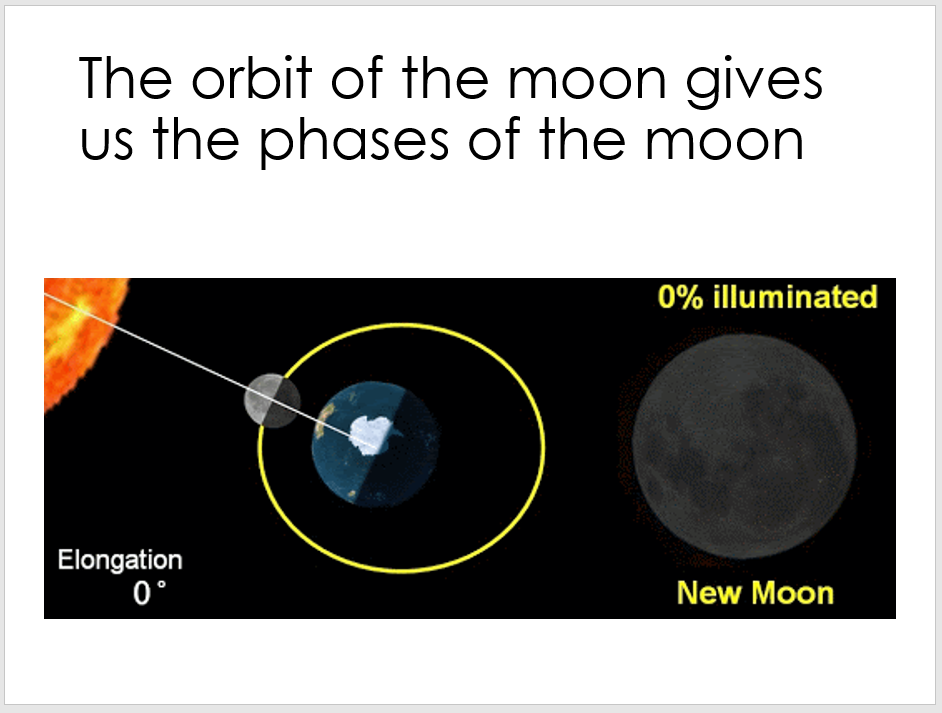 The orbit of the moon gives
us the phases of the moon
0% illuminated
Elongation
0°
New Moon